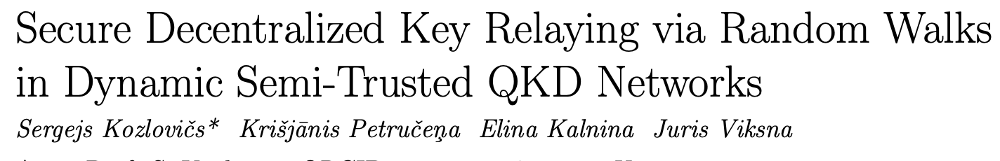 Secure Decentralized Key Relaying via Random Walks
in Dynamic Semi-Trusted QKD Networks
Sergejs Kozlovičs* Krišjānis Petručeņa Elina Kalnina Juris Viksna